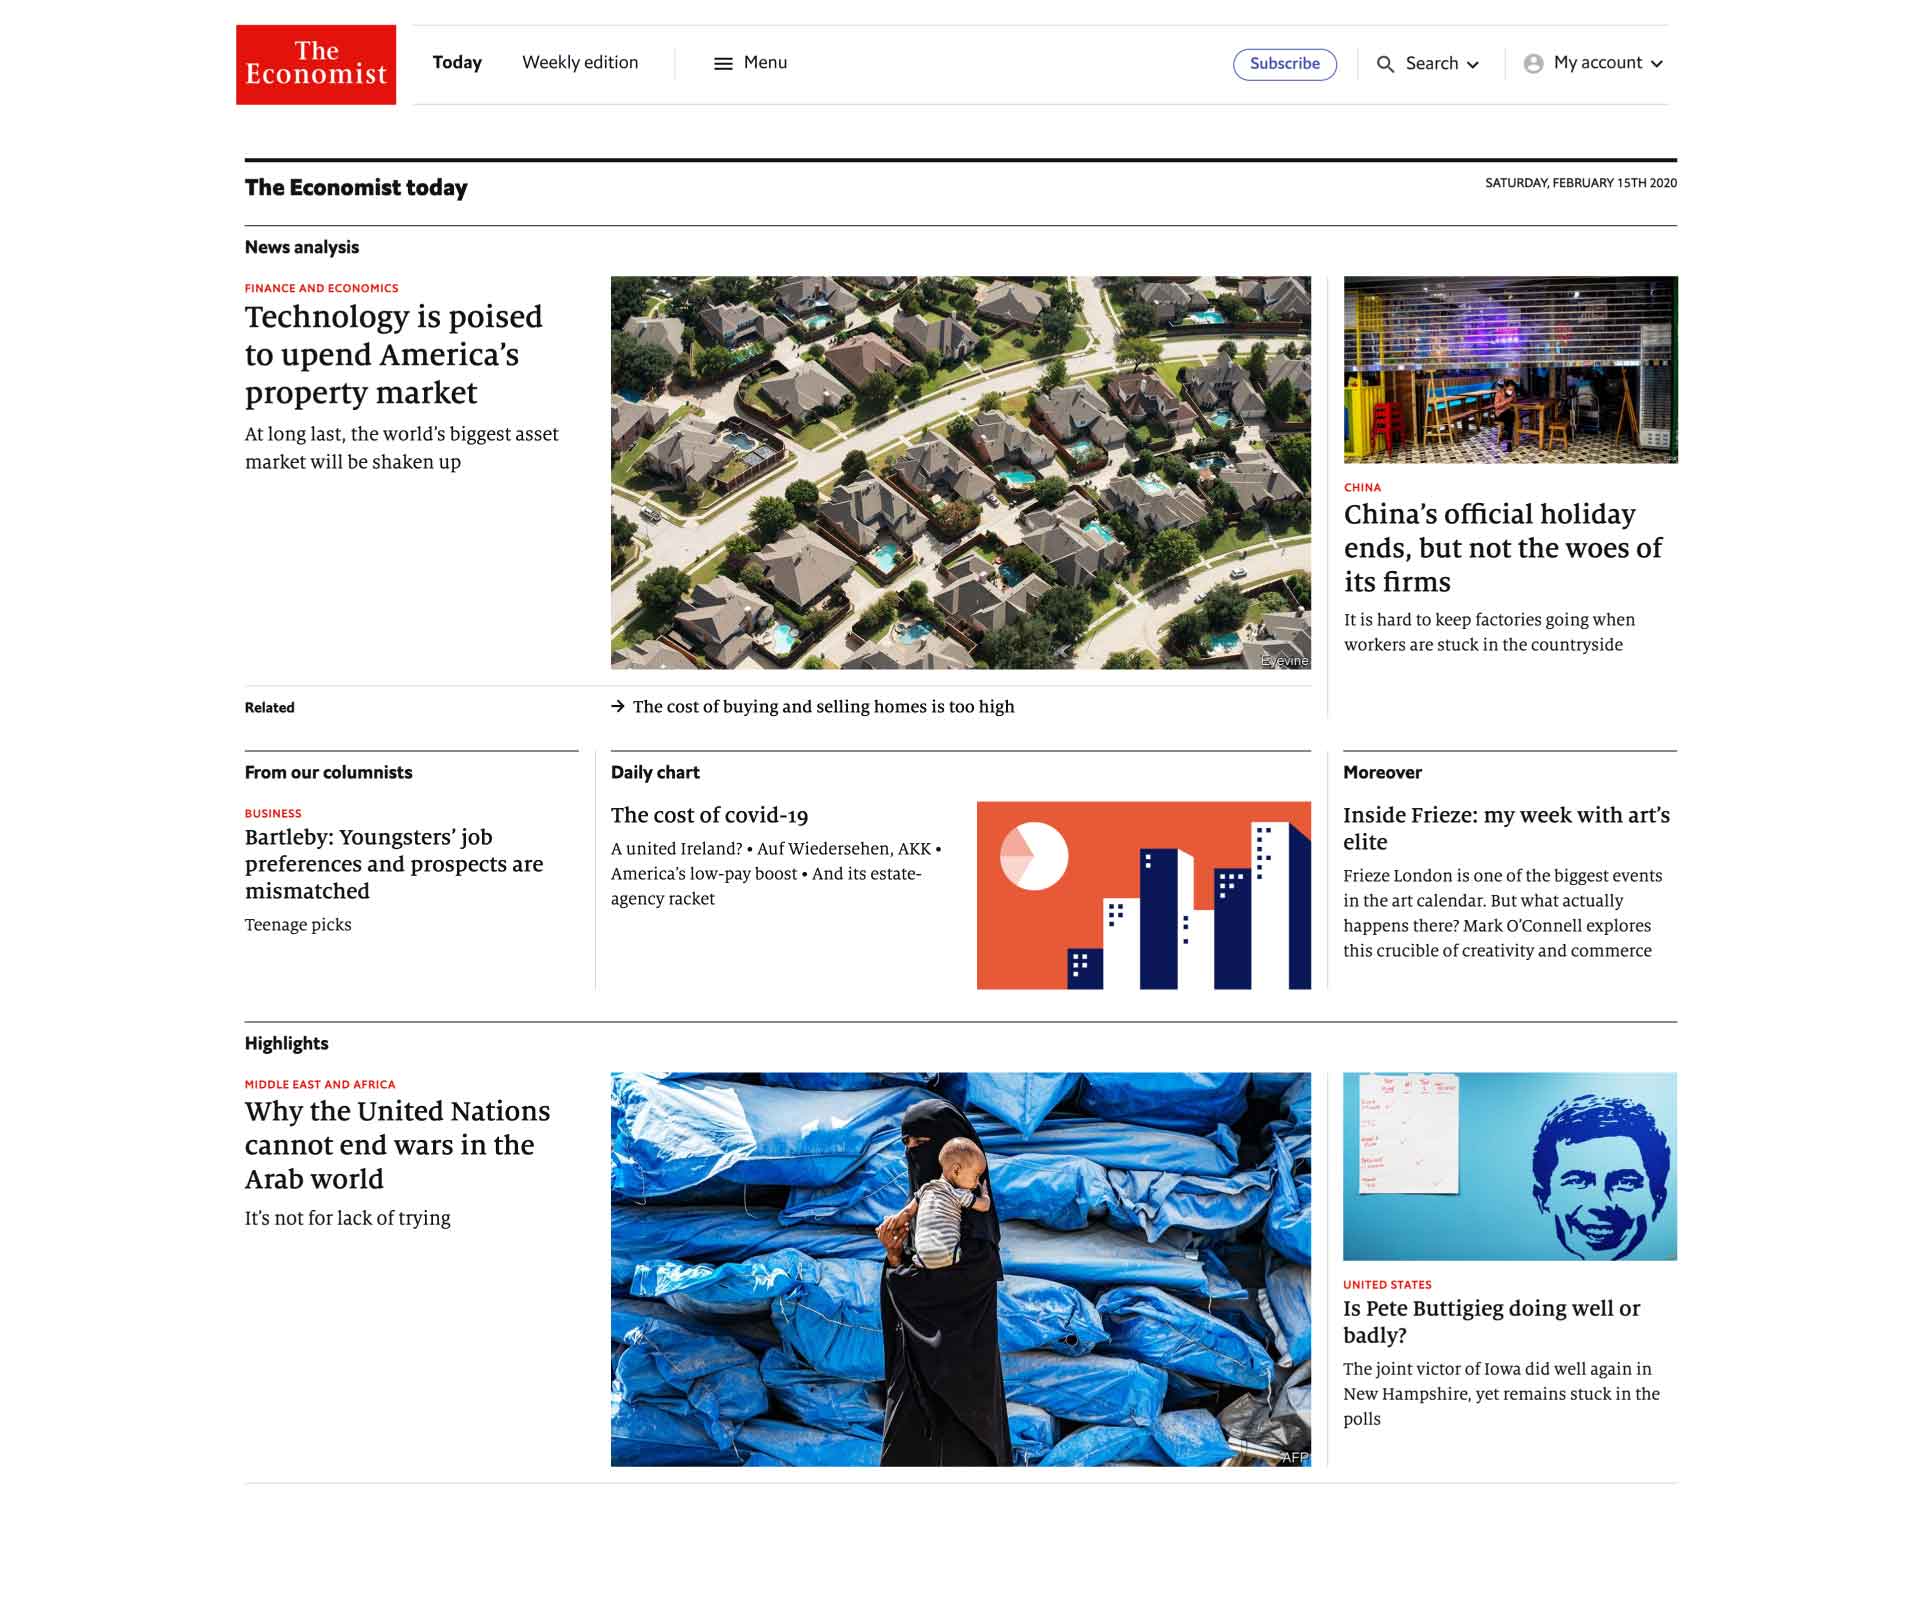 The
Economist
Today
Weekly edition
Menu
Subscribe
Search
My account
The Economist today
SATURDAY, FEBRUARY 15TH 2020
News analysis
FINANCE AND ECONOMICS
Technology is poised
to upend America’s
property market
At long last, the world’s biggest asset
market will be shaken up
Eyevine
CHINA
China’s official holiday
ends, but not the woes of
its firms
It is hard to keep factories going when
workers are stuck in the countryside
Related
→ The cost of buying and selling homes is too high
From our columnists
BUSINESS
Bartleby: Youngsters’ job
preferences and prospects are
mismatched
Teenage picks
Daily chart
The cost of covid-19
A united Ireland? • Auf Wiedersehen, AKK •
America’s low-pay boost • And its estate-
agency racket
Moreover
Inside Frieze: my week with art’s
elite
Frieze London is one of the biggest events
in the art calendar. But what actually
happens there? Mark O’Connell explores
this crucible of creativity and commerce
Highlights
MIDDLE EAST AND AFRICA
Why the United Nations
cannot end wars in the
Arab world
It’s not for lack of trying
AFP
UNITED STATES
Is Pete Buttigieg doing well or
badly?
The joint victor of Iowa did well again in
New Hampshire, yet remains stuck in the
polls